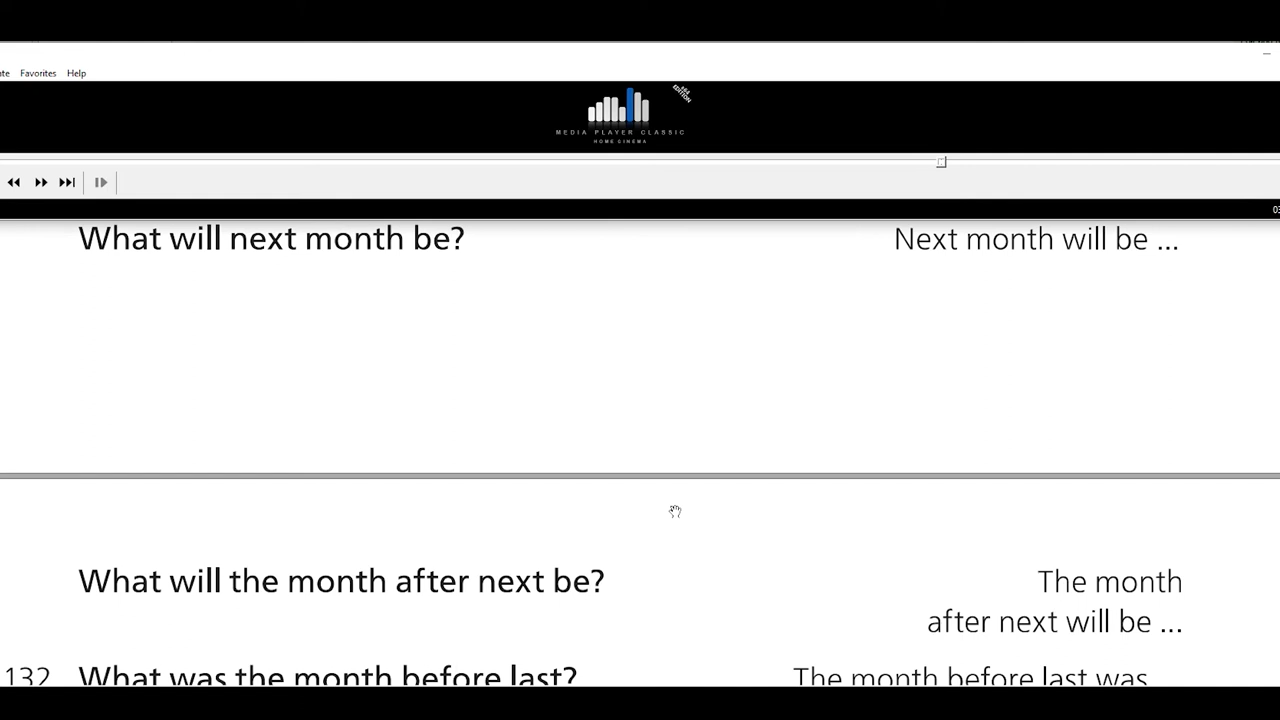 Favorites Help
x64
EDITION
MEDIA PLAYER CLASSIC
HOME CINEMA
What will next month be? Next month will be ...
What will the month after next be? The month
after next will be ...
132 What was the month before last? The month before last was